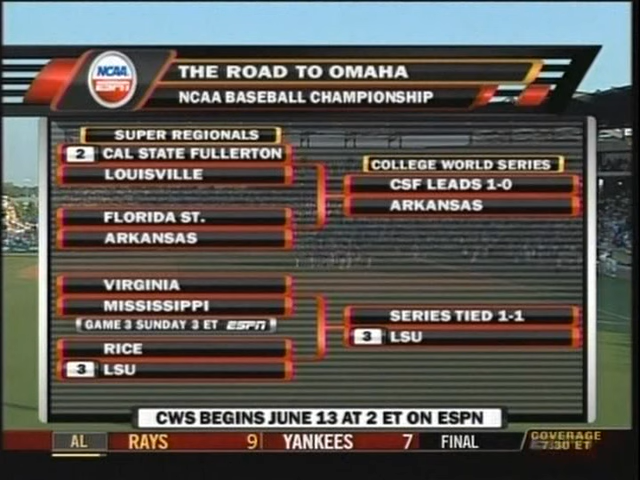 NCAA
ESPN
THE ROAD TO OMAHA
NCAA BASEBALL CHAMPIONSHIP
SUPER REGIONALS
2 CAL STATE FULLERTON
LOUISVILLE
FLORIDA ST.
ARKANSAS
COLLEGE WORLD SERIES
CSF LEADS 1-0
ARKANSAS
VIRGINIA
MISSISSIPPI
GAME 3 SUNDAY 3 ET ESPN
RICE
3 LSU
SERIES TIED 1-1
3 LSU
CWS BEGINS JUNE 13 AT 2 ET ON ESPN
AL RAYS 9 YANKEES 7 FINAL
COVERAGE
7:30 ET